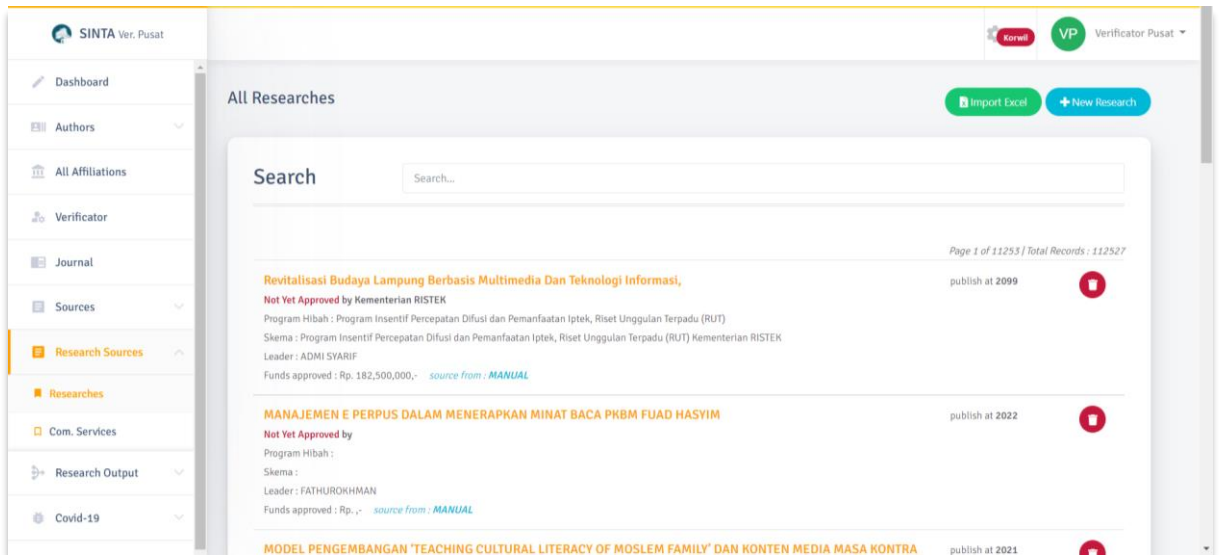 SINTA Ver. Pusat
Korwil
VP
Verificator Pusat
Dashboard
Authors
All Affiliations
Verificator
Journal
Sources
Research Sources
Researches
Com. Services
Research Output
Covid-19
All Researches
Import Excel
New Research
Search
Search...
Page 1 of 11253 | Total Records : 112527
Revitalisasi Budaya Lampung Berbasis Multimedia Dan Teknologi Informasi,
publish at 2099
Not Yet Approved by Kementerian RISTEK
Program Hibah : Program Insentif Percepatan Difusi dan Pemanfaatan Iptek, Riset Unggulan Terpadu (RUT)
Skema : Program Insentif Percepatan Difusi dan Pemanfaatan Iptek, Riset Unggulan Terpadu (RUT) Kementerian RISTEK
Leader : ADMI SYARIF
Funds approved : Rp. 182,500,000,- source from : MANUAL
MANAJEMEN E PERPUS DALAM MENERAPKAN MINAT BACA PKBM FUAD HASYIM
publish at 2022
Not Yet Approved by
Program Hibah :
Skema :
Leader : FATHUROKHMAN
Funds approved : Rp. ,- source from : MANUAL
MODEL PENGEMBANGAN 'TEACHING CULTURAL LITERACY OF MOSLEM FAMILY' DAN KONTEN MEDIA MASA KONTRA
publish at 2021